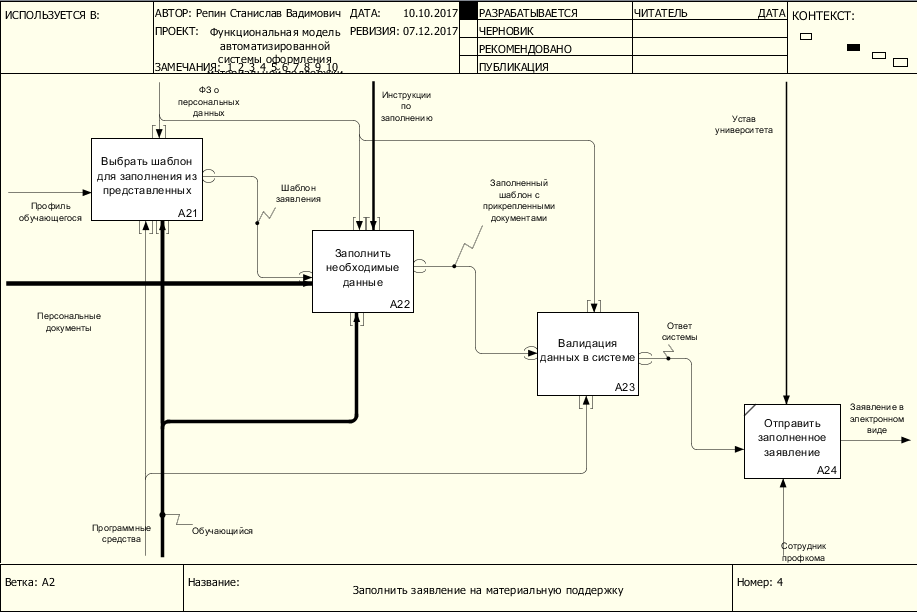 ИСПОЛЬЗУЕТСЯ В:
АВТОР: Репин Станислав Вадимович
ДАТА: 10.10.2017
ПРОЕКТ: Функциональная модель
автоматизированной
системы оформления
материальной поддержки
РЕВИЗИЯ: 07.12.2017
ЗАМЕЧАНИЯ: 1 2 3 4 5 6 7 8 9 10
РАЗРАБАТЫВАЕТСЯ
ЧЕРНОВИК
РЕКОМЕНДОВАНО
ПУБЛИКАЦИЯ
ЧИТАТЕЛЬ
ДАТА
КОНТЕКСТ:
ФЗ о
персональных
данных
Инструкции
по
заполнению
Устав
университета
Выбрать шаблон
для заполнения из
представленных
A21
Профиль
обучающегося
Шаблон
заявления
Заполненный
шаблон с
прикрепленными
документами
Заполнить
необходимые
данные
A22
Персональные
документы
Валидация
данных в системе
A23
Ответ
системы
Отправить
заполненное
заявление
A24
Заявление в
электронном
виде
Программные
средства
Обучающийся
Сотрудник
профкома
Ветка: A2
Название:
Заполнить заявление на материальную поддержку
Номер: 4